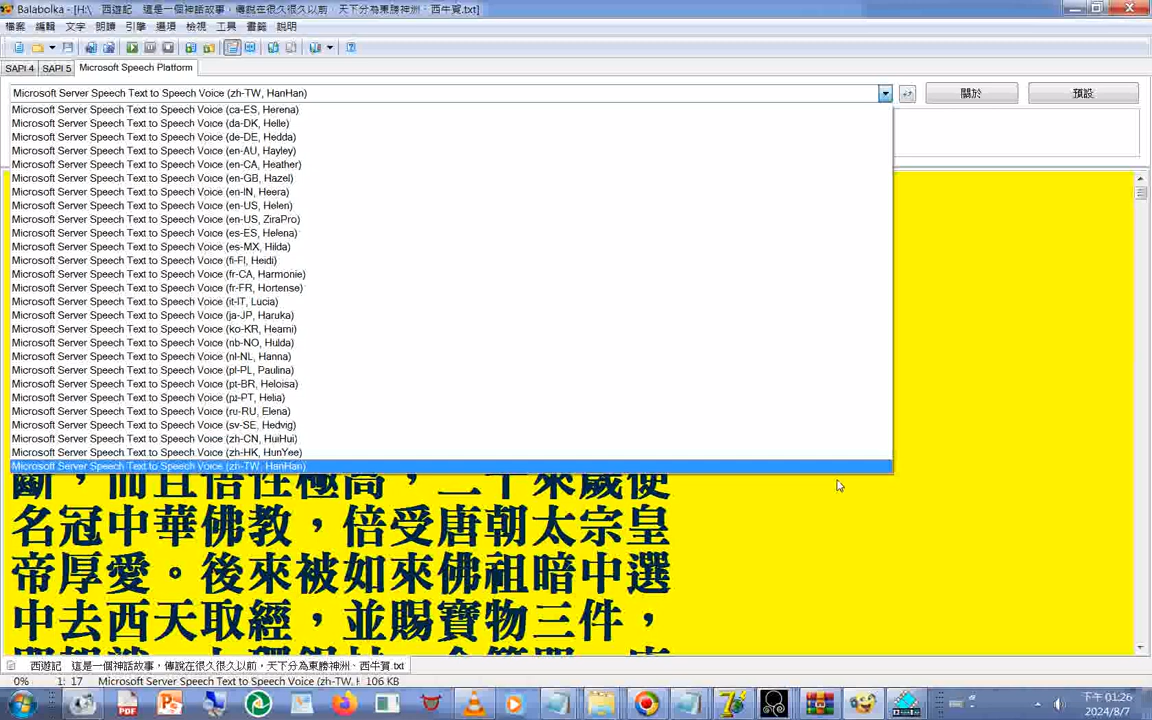 Balabolka - [H:\ 西遊記 這是一個神話故事，傳說在很久很久以前，天下分為東勝神洲、西牛賀.txt]
檔案 編輯 文字 朗讀 引擎 選項 檢視 工具 書籤 說明
SAPI 4 SAPI 5 Microsoft Speech Platform
Microsoft Server Speech Text to Speech Voice (zh-TW, HanHan) 關於 預設
Microsoft Server Speech Text to Speech Voice (ca-ES, Herena)
Microsoft Server Speech Text to Speech Voice (da-DK, Helle)
Microsoft Server Speech Text to Speech Voice (de-DE, Hedda)
Microsoft Server Speech Text to Speech Voice (en-AU, Hayley)
Microsoft Server Speech Text to Speech Voice (en-CA, Heather)
Microsoft Server Speech Text to Speech Voice (en-GB, Hazel)
Microsoft Server Speech Text to Speech Voice (en-IN, Heera)
Microsoft Server Speech Text to Speech Voice (en-US, Helen)
Microsoft Server Speech Text to Speech Voice (en-US, ZiraPro)
Microsoft Server Speech Text to Speech Voice (es-ES, Helena)
Microsoft Server Speech Text to Speech Voice (es-MX, Hilda)
Microsoft Server Speech Text to Speech Voice (fi-FI, Heidi)
Microsoft Server Speech Text to Speech Voice (fr-CA, Harmonie)
Microsoft Server Speech Text to Speech Voice (fr-FR, Hortense)
Microsoft Server Speech Text to Speech Voice (it-IT, Lucia)
Microsoft Server Speech Text to Speech Voice (ja-JP, Haruka)
Microsoft Server Speech Text to Speech Voice (ko-KR, Heami)
Microsoft Server Speech Text to Speech Voice (nb-NO, Hulda)
Microsoft Server Speech Text to Speech Voice (nl-NL, Hanna)
Microsoft Server Speech Text to Speech Voice (pl-PL, Paulina)
Microsoft Server Speech Text to Speech Voice (pt-BR, Heloisa)
Microsoft Server Speech Text to Speech Voice (pt-PT, Helia)
Microsoft Server Speech Text to Speech Voice (ru-RU, Elena)
Microsoft Server Speech Text to Speech Voice (sv-SE, Hedvig)
Microsoft Server Speech Text to Speech Voice (zh-CN, HuiHui)
Microsoft Server Speech Text to Speech Voice (zh-HK, HunYee)
Microsoft Server Speech Text to Speech Voice (zh-TW, HanHan)
斷，而且悟性極高，二十來歲便
名冠中華佛教，倍受唐朝太宗皇
帝厚愛。後來被如來佛祖暗中選
中去西天取經，並賜寶物三件，
西遊記 這是一個神話故事，傳說在很久很久以前，天下分為東勝神洲、西牛賀.txt
0% 1: 17 Microsoft Server Speech Text to Speech Voice (zh-TW, H 106 KB
PDF
下午 01:26
2024/8/7